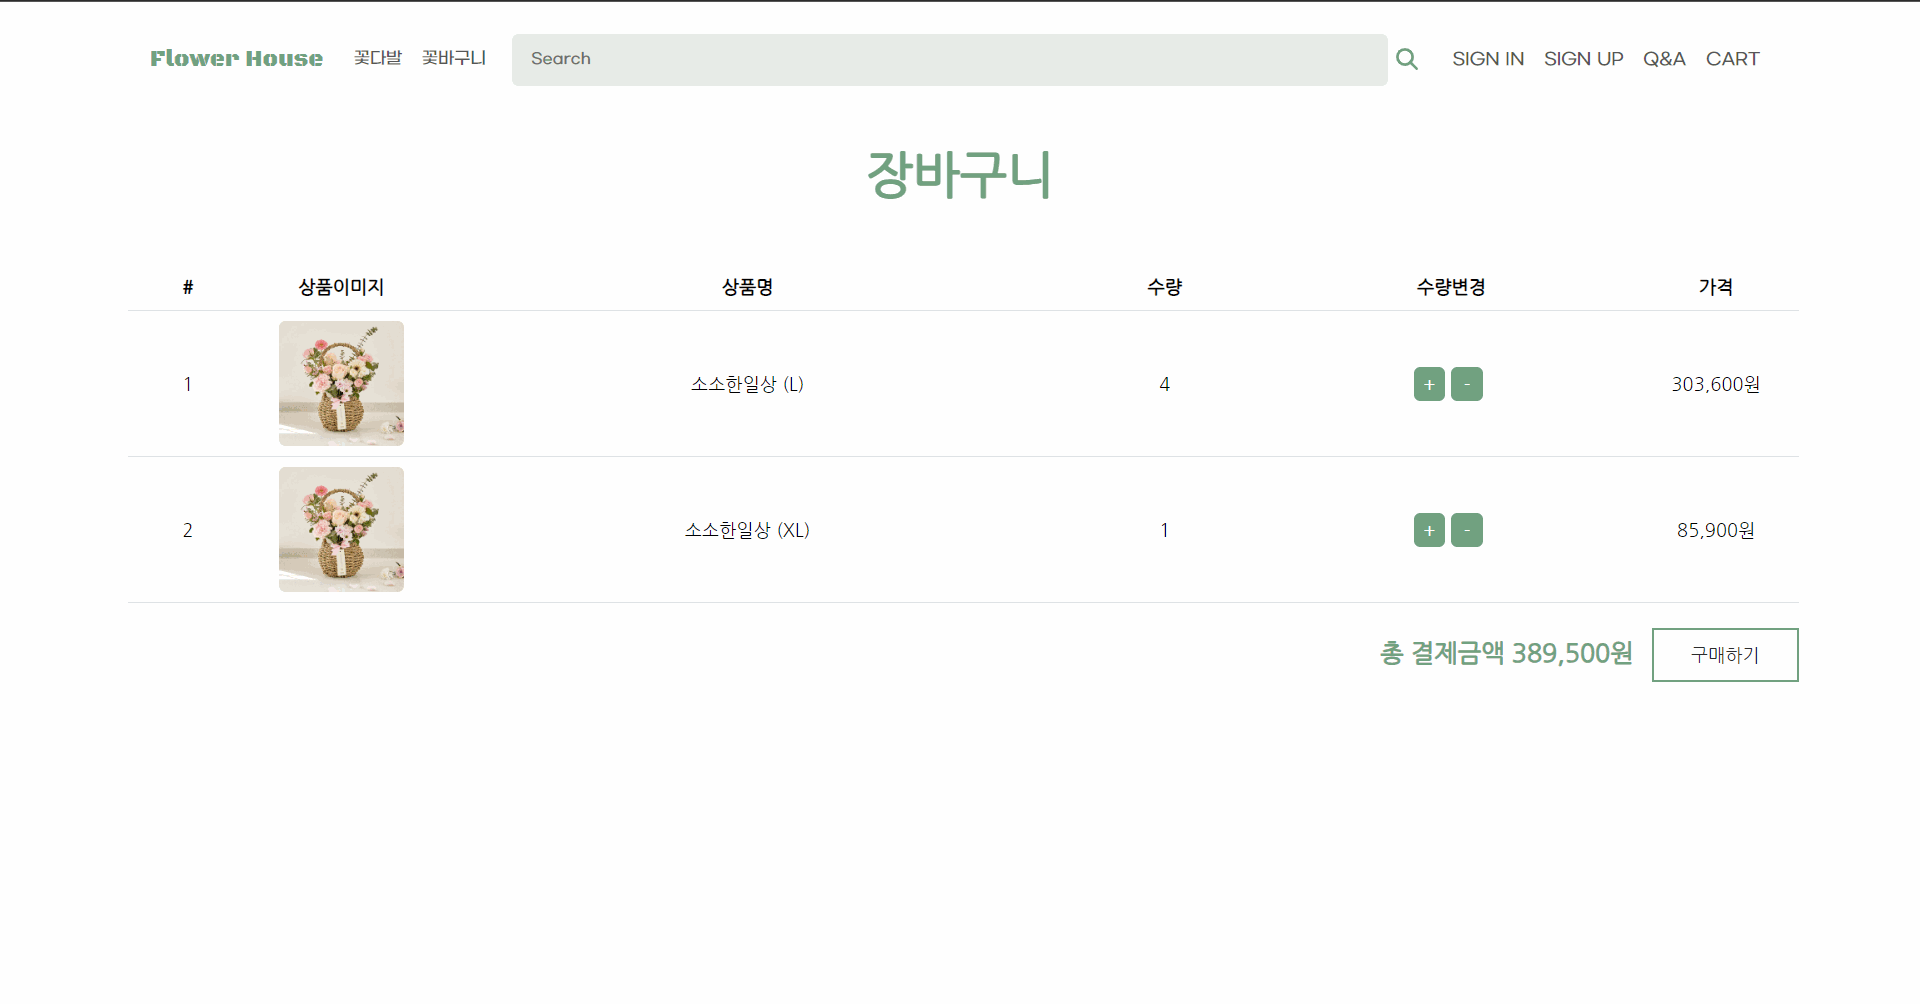 Flower House 꽃다발 꽃바구니 Search SIGN IN SIGN UP Q&A CART
장바구니
# 상품이미지 상품명 수량 수량변경 가격
1 소소한일상 (L) 4 + - 303,600원
2 소소한일상 (XL) 1 + - 85,900원
총 결제금액 389,500원 구매하기